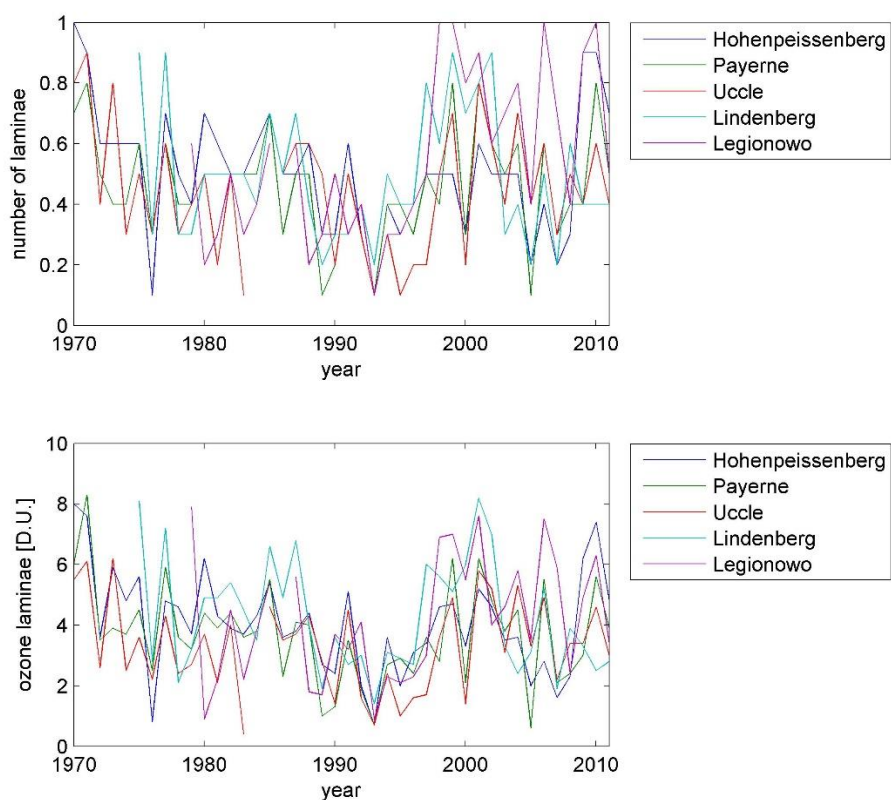 1
0.8
0.6
0.4
0.2
0
number of laminae
1970
1980
1990
2000
2010
year
Hohenpeissenberg
Payerne
Uccle
Lindenberg
Legionowo
10
8
6
4
2
0
ozone laminae [D.U.]
1970
1980
1990
2000
2010
year
Hohenpeissenberg
Payerne
Uccle
Lindenberg
Legionowo